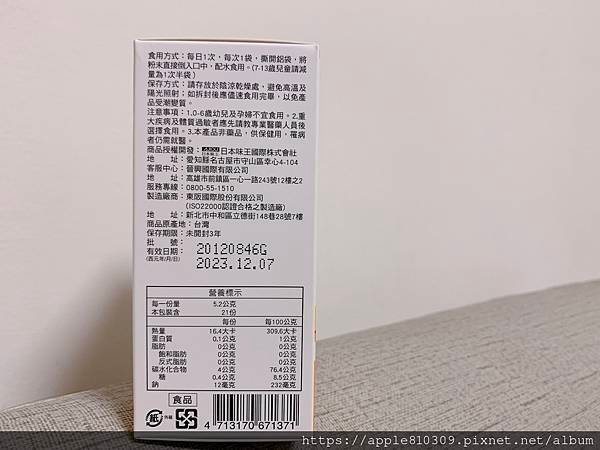 食用方式：每日1次，每次1袋，撕開鋁袋，將
粉末直接倒入口中，配水食用。(7-13歲兒童請減
量為1次半袋)
保存方式：請存放於陰涼乾燥處，避免高溫及
陽光照射；如拆封後應儘速食用完畢，以免產
品受潮變質。
注意事項：1.0-6歲幼兒及孕婦不宜食用。2.重
大疾病及體質過敏者應先請教專業醫藥人員後
選擇食用。3.本產品非藥品，供保健用，罹病
者仍需就醫。
商品授權開發：日本味王國際株式會社
地　　址：愛知縣名古屋市守山區幸心4-104
客服中心：晉興國際有限公司
地　　址：高雄市前鎮區一心一路243號12樓之2
服務專線：0800-55-1510
製造廠商：東阪國際股份有限公司
(ISO22000認證合格之製造廠)
地　　址：新北市中和區立德街148巷28號7樓
商品原產地：台灣
保存期限：未開封3年
批　　號：
有效日期：20120846G
(西元年/月/日) 2023.12.07
營養標示
每一份量 5.2公克
本包裝含 21份
每份 每100公克
熱量 16.4大卡 309.6大卡
蛋白質 0.1公克 1公克
脂肪 0公克 0公克
飽和脂肪 0公克 0公克
反式脂肪 0公克 0公克
碳水化合物 4公克 76.4公克
糖 0.4公克 8.5公克
鈉 12毫克 232毫克
食品
紙 外箱
4 713170 671371
https://apple810309.pixnet.net/album